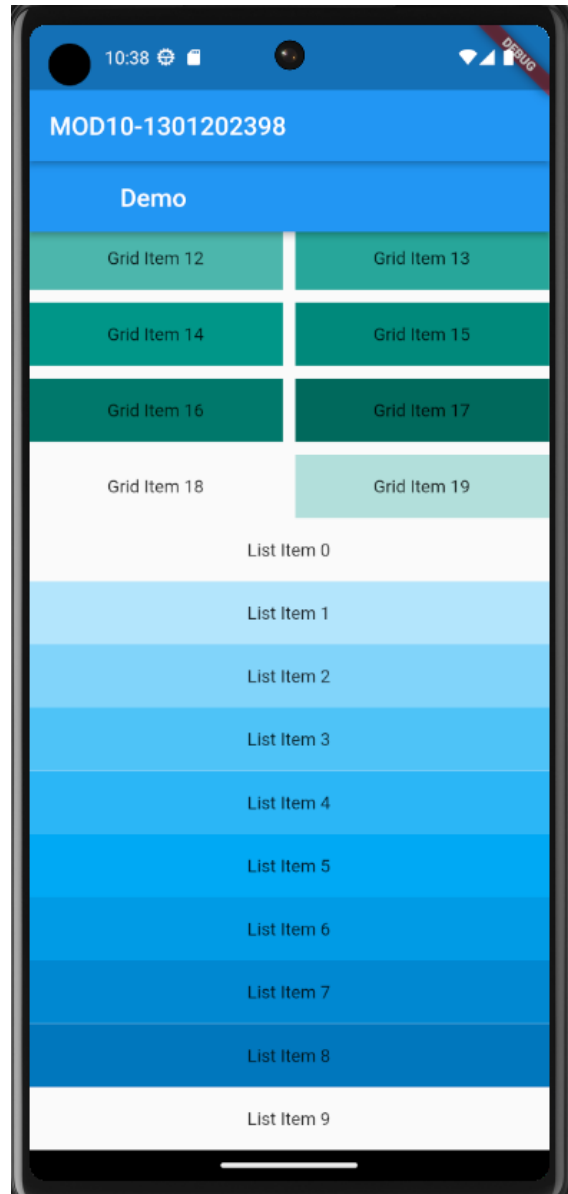 10:38
DEBUG
MOD10-1301202398
Demo
Grid Item 12 Grid Item 13
Grid Item 14 Grid Item 15
Grid Item 16 Grid Item 17
Grid Item 18 Grid Item 19
List Item 0
List Item 1
List Item 2
List Item 3
List Item 4
List Item 5
List Item 6
List Item 7
List Item 8
List Item 9